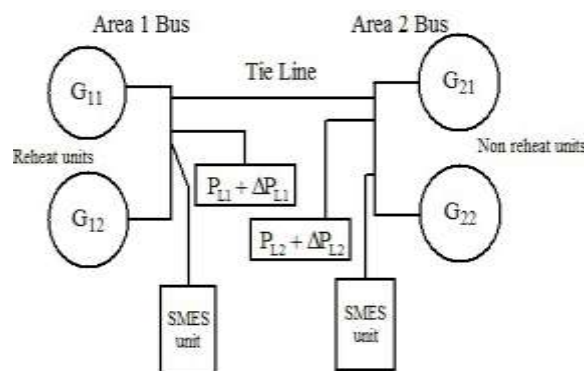 Area 1 Bus
Area 2 Bus
Tie Line
G11
G21
Reheat units
Non reheat units
PL1 + ΔPL1
G12
PL2 + ΔPL2
G22
SMES
unit
SMES
unit